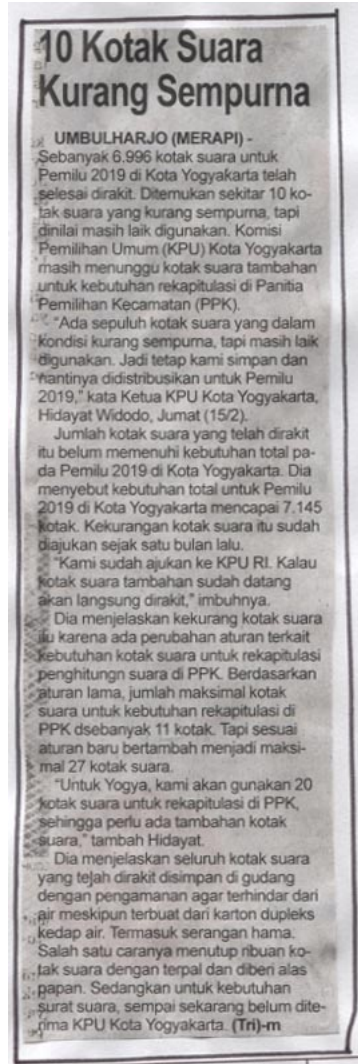 10 Kotak Suara
Kurang Sempurna
UMBULHARJO (MERAPI) -
Sebanyak 6.996 kotak suara untuk
Pemilu 2019 di Kota Yogyakarta telah
selesai dirakit. Ditemukan sekitar 10 ko-
tak suara yang kurang sempurna, tapi
dinilai masih laik digunakan. Komisi
Pemilihan Umum (KPU) Kota Yogyakarta
masih menunggu kotak suara tambahan
untuk kebutuhan rekapitulasi di Panitia
Pemilihan Kecamatan (PPK).
"Ada sepuluh kotak suara yang dalam
kondisi kurang sempurna, tapi masih laik
digunakan. Jadi tetap kami simpan dan
nantinya didistribusikan untuk Pemilu
2019," kata Ketua KPU Kota Yogyakarta,
Hidayat Widodo, Jumat (15/2).
Jumlah kotak suara yang telah dirakit
itu belum memenuhi kebutuhan total pa-
da Pemilu 2019 di Kota Yogyakarta. Dia
menyebut kebutuhan total untuk Pemilu
2019 di Kota Yogyakarta mencapai 7.145
kotak. Kekurangan kotak suara itu sudah
diajukan sejak satu bulan lalu.
"Kami sudah ajukan ke KPU RI. Kalau
kotak suara tambahan sudah datang
akan langsung dirakit," imbuhnya.
Dia menjelaskan kekurang kotak suara
itu karena ada perubahan aturan terkait
kebutuhan kotak suara untuk rekapitulasi
penghitungn suara di PPK. Berdasarkan
aturan lama, jumlah maksimal kotak
suara untuk kebutuhan rekapitulasi di
PPK dsebanyak 11 kotak. Tapi sesuai
aturan baru bertambah menjadi maksi-
mal 27 kotak suara.
"Untuk Yogya, kami akan gunakan 20
kotak suara untuk rekapitulasi di PPK,
sehingga perlu ada tambahan kotak
suara," tambah Hidayat.
Dia menjelaskan seluruh kotak suara
yang telah dirakit disimpan di gudang
dengan pengamanan agar terhindar dari
air meskipun terbuat dari karton dupleks
kedap air. Termasuk serangan hama.
Salah satu caranya menutup ribuan ko-
tak suara dengan terpal dan diberi alas
papan. Sedangkan untuk kebutuhan
surat suara, sempai sekarang belum dite-
rima KPU Kota Yogyakarta. (Tri)-m